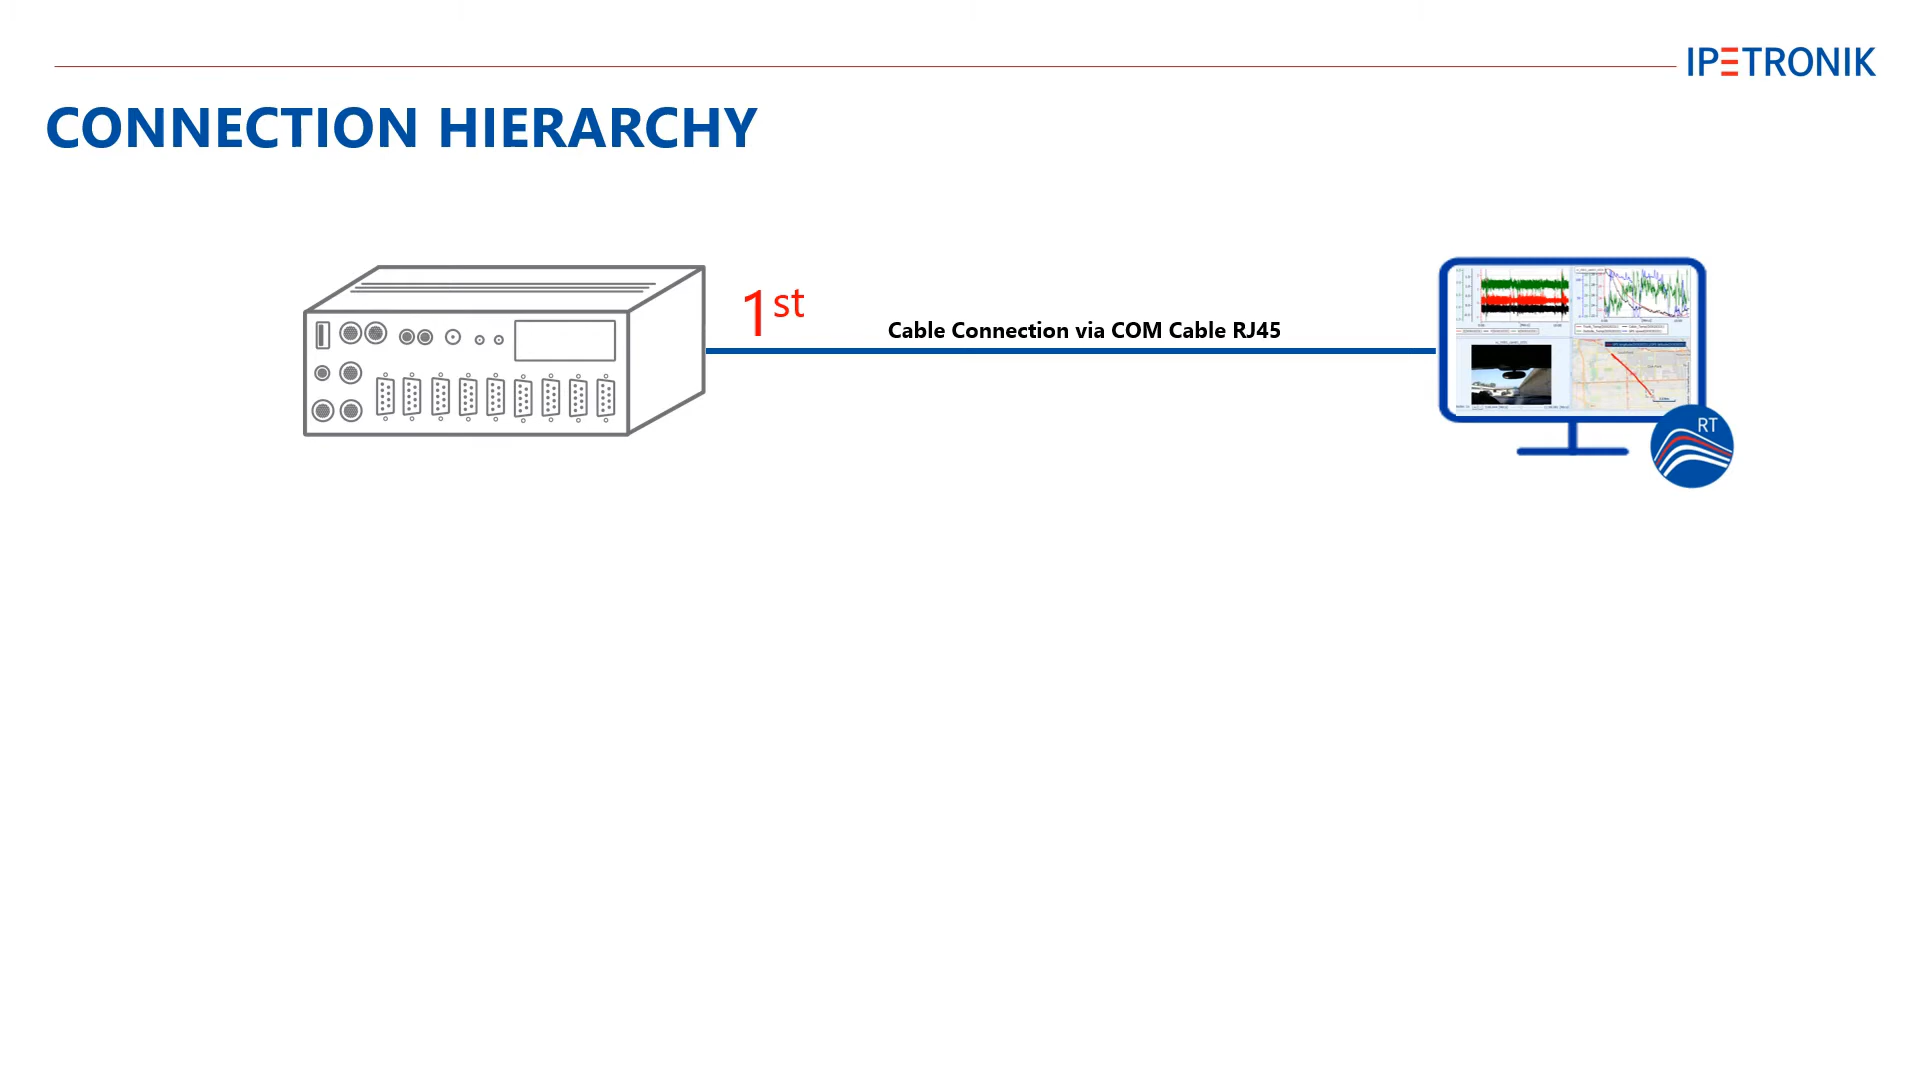 IPETRONIK
CONNECTION HIERARCHY
1st
Cable Connection via COM Cable RJ45
RT